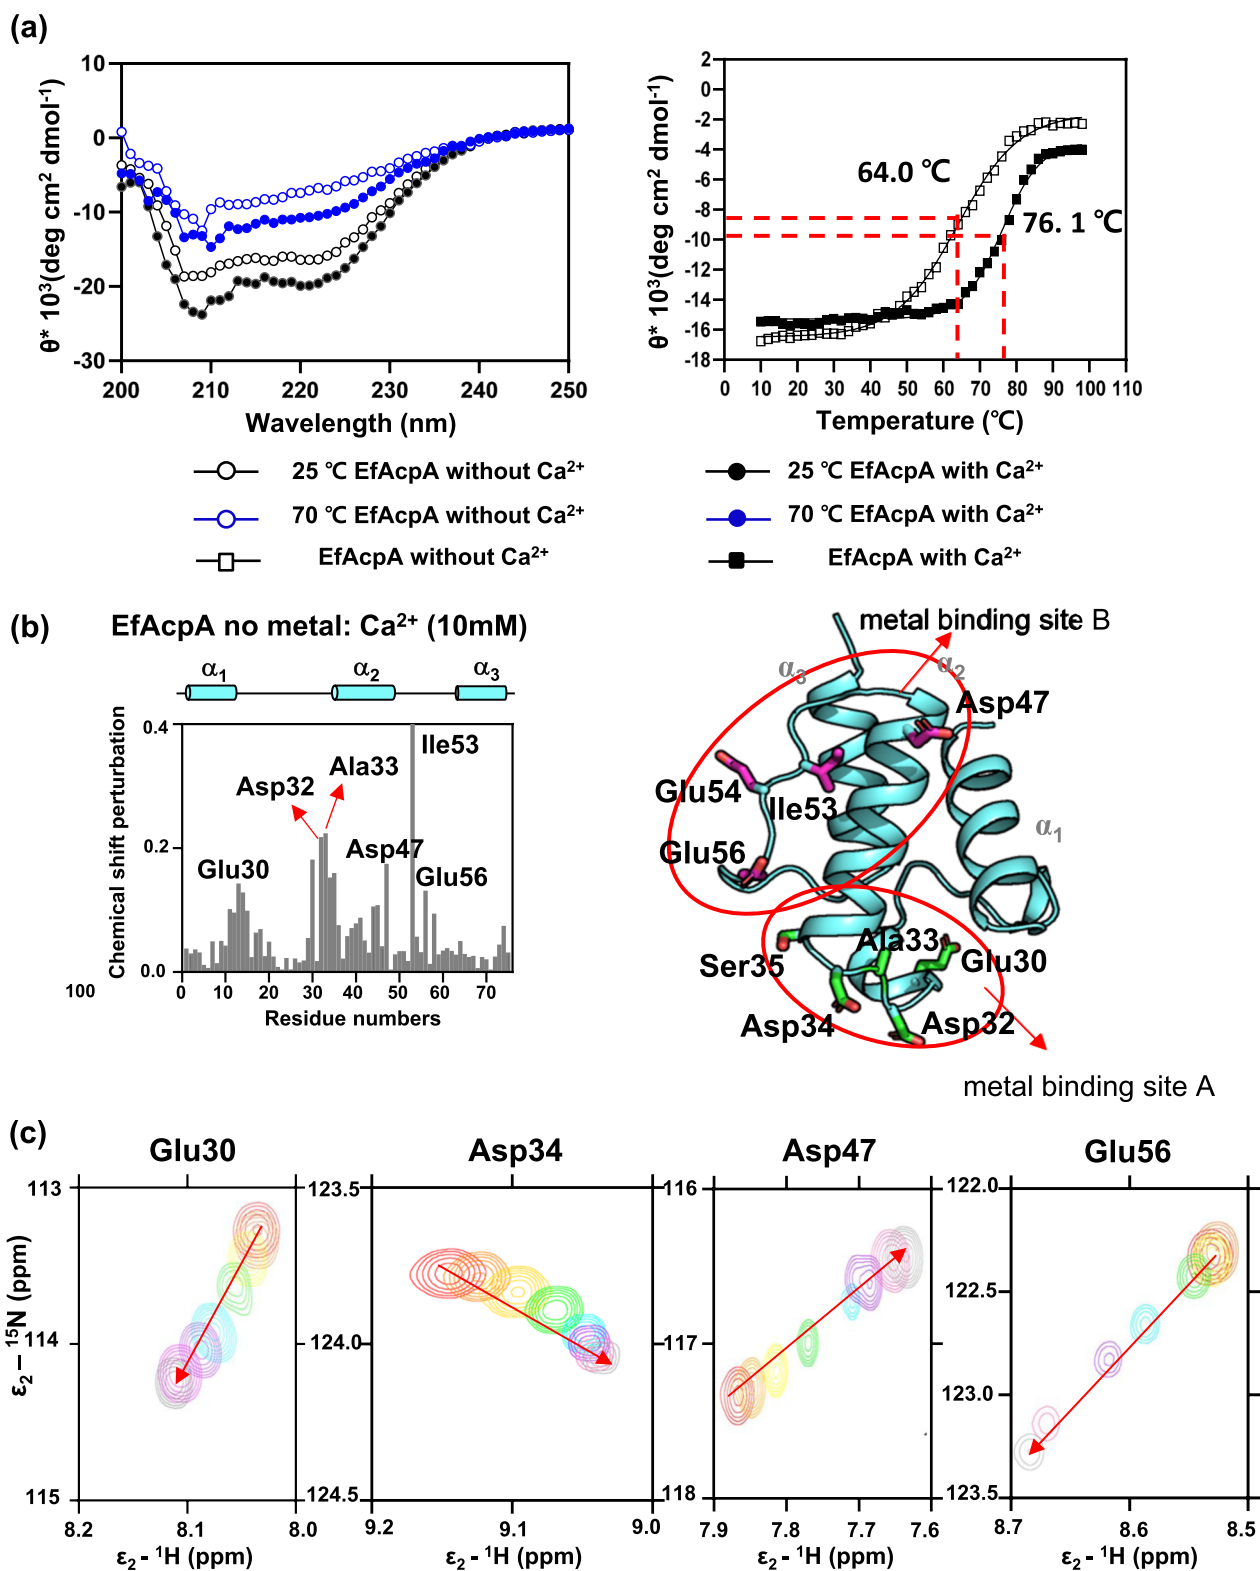 (a)
10
0
-10
-20
-30
θ* 10³(deg cm² dmol⁻¹)
200 210 220 230 240 250
Wavelength (nm)
2
0
-2
-4
-6
-8
-10
-12
-14
-16
-18
θ* 10³(deg cm² dmol⁻¹)
64.0 ℃
76. 1 ℃
0 10 20 30 40 50 60 70 80 90 100 110
Temperature (℃)
25 ℃ EfAcpA without Ca²⁺
25 ℃ EfAcpA with Ca²⁺
70 ℃ EfAcpA without Ca²⁺
70 ℃ EfAcpA with Ca²⁺
EfAcpA without Ca²⁺
EfAcpA with Ca²⁺
(b)
EfAcpA no metal: Ca²⁺ (10mM)
α₁ α₂ α₃
0.4
0.2
0.0
Chemical shift perturbation
Ile53
Ala33
Asp32
Asp47
Glu30
Glu56
100
0 10 20 30 40 50 60 70
Residue numbers
metal binding site B
α₃
α₂
Asp47
Glu54
Ile53
α₁
Glu56
Ala33
Ser35
Glu30
Asp34
Asp32
metal binding site A
(c)
Glu30
Asp34
Asp47
Glu56
113
114
115
ε₂ – ¹⁵N (ppm)
8.2 8.1 8.0
ε₂ - ¹H (ppm)
123.5
124.0
124.5
9.2 9.1 9.0
ε₂ - ¹H (ppm)
116
117
118
7.9 7.8 7.7 7.6
ε₂ - ¹H (ppm)
122.0
122.5
123.0
123.5
8.7 8.6 8.5
ε₂ - ¹H (ppm)